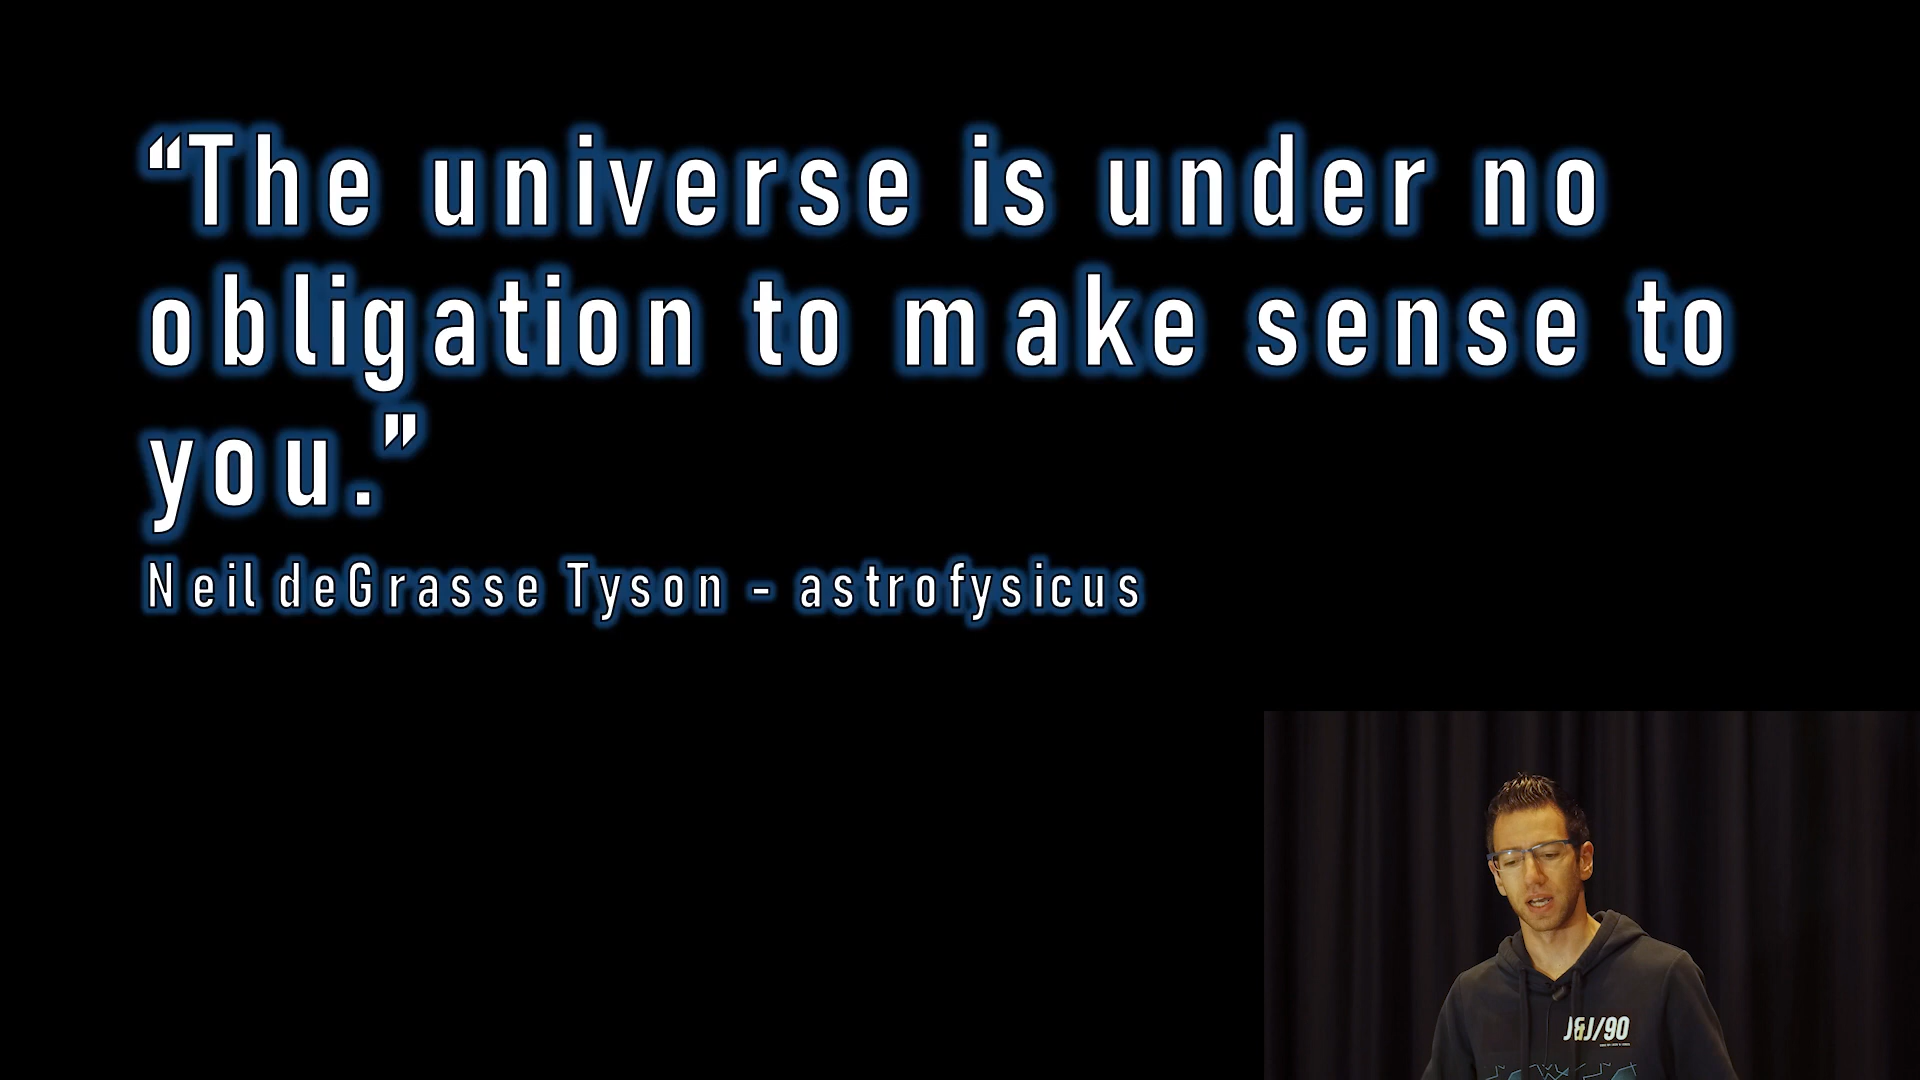 “The universe is under no
obligation to make sense to
you.”
Neil deGrasse Tyson – astrofysicus
J&J/90